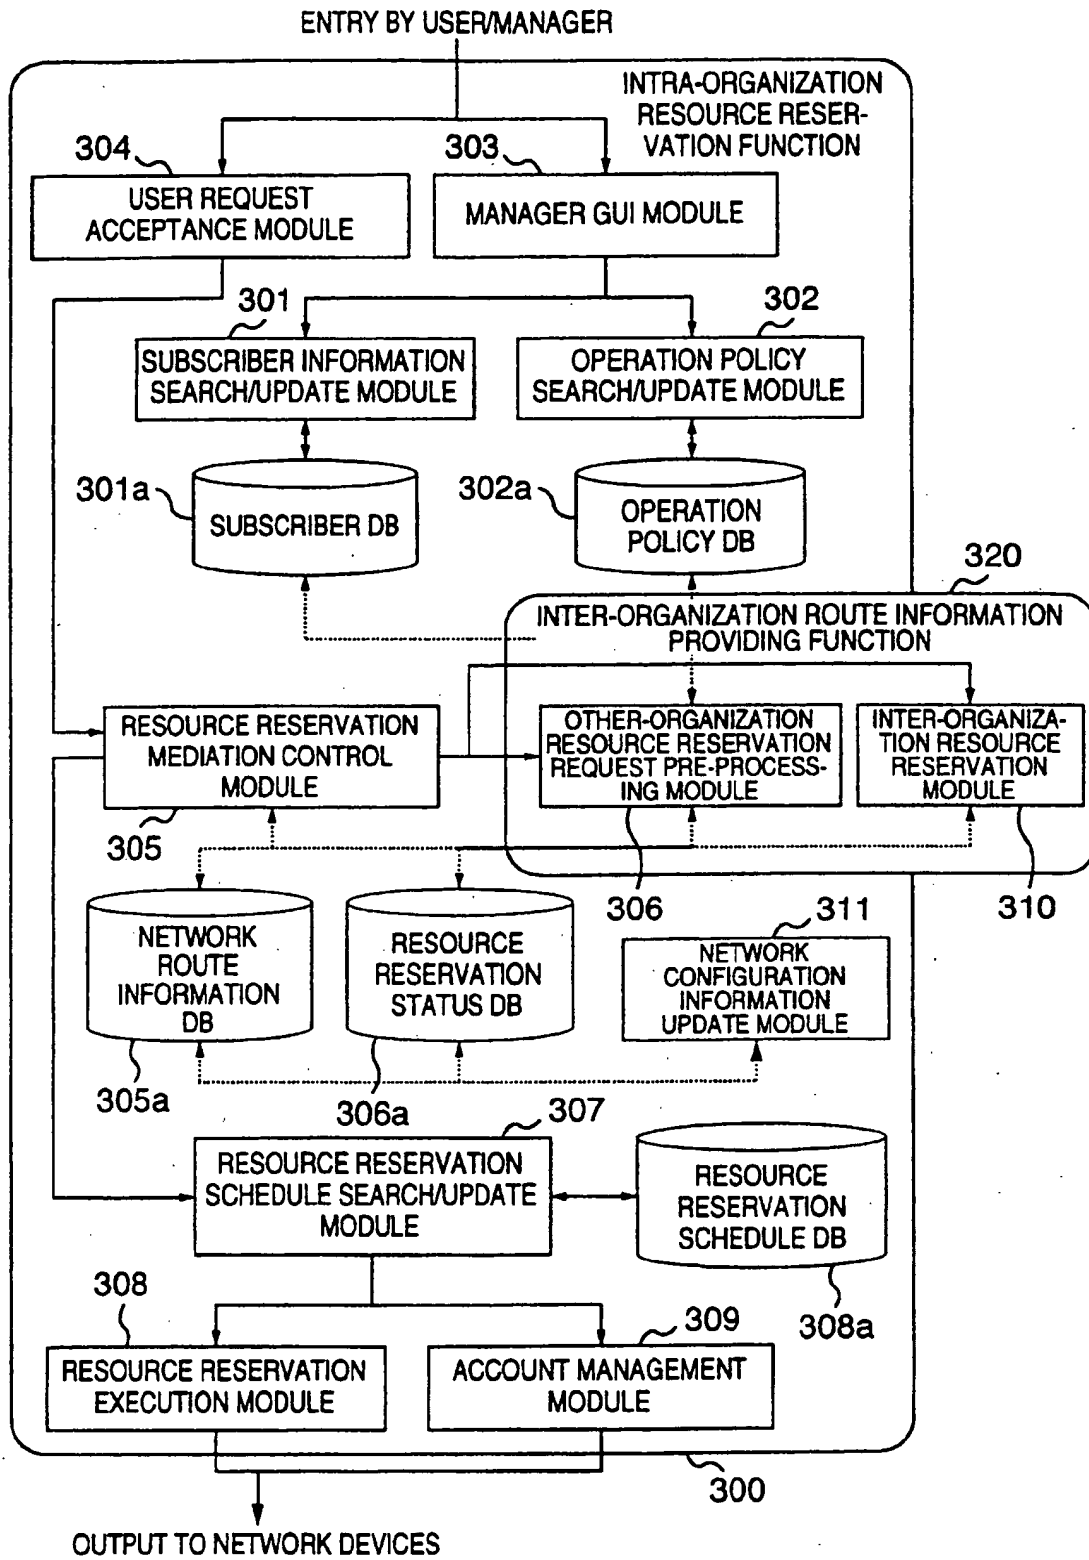 ENTRY BY USER/MANAGER
INTRA-ORGANIZATION
RESOURCE RESER-
VATION FUNCTION
304
303
USER REQUEST
ACCEPTANCE MODULE
MANAGER GUI MODULE
301
302
SUBSCRIBER INFORMATION
SEARCH/UPDATE MODULE
OPERATION POLICY
SEARCH/UPDATE MODULE
301a
302a
SUBSCRIBER DB
OPERATION
POLICY DB
320
INTER-ORGANIZATION ROUTE INFORMATION
PROVIDING FUNCTION
RESOURCE RESERVATION
MEDIATION CONTROL
MODULE
OTHER-ORGANIZATION
RESOURCE RESERVATION
REQUEST PRE-PROCESS-
ING MODULE
INTER-ORGANIZA-
TION RESOURCE
RESERVATION
MODULE
305
306
310
311
NETWORK
ROUTE
INFORMATION
DB
RESOURCE
RESERVATION
STATUS DB
NETWORK
CONFIGURATION
INFORMATION
UPDATE MODULE
305a
306a
307
RESOURCE RESERVATION
SCHEDULE SEARCH/UPDATE
MODULE
RESOURCE
RESERVATION
SCHEDULE DB
308
309
308a
RESOURCE RESERVATION
EXECUTION MODULE
ACCOUNT MANAGEMENT
MODULE
300
OUTPUT TO NETWORK DEVICES